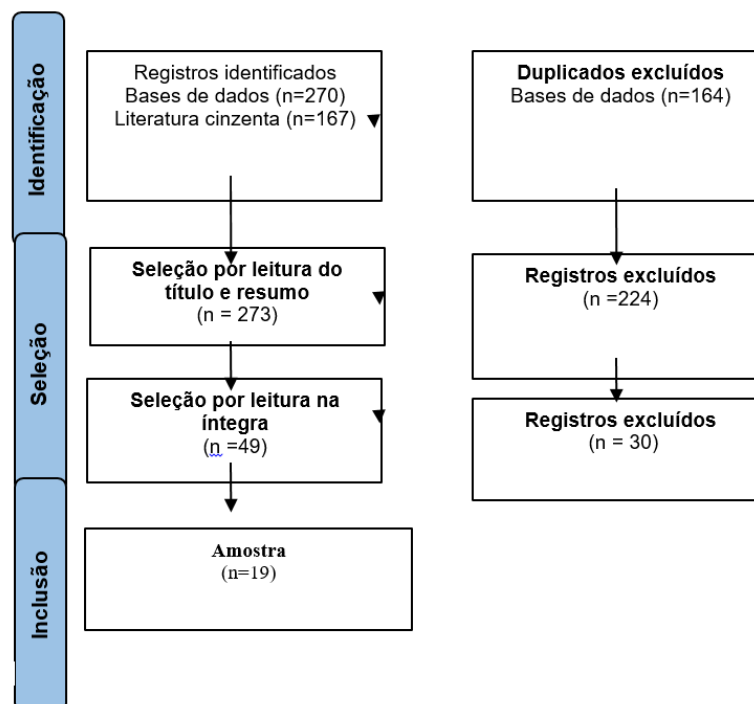 Identificação
Registros identificados
Bases de dados (n=270)
Literatura cinzenta (n=167)
Duplicados excluídos
Bases de dados (n=164)
Seleção
Seleção por leitura do
título e resumo
(n = 273)
Registros excluídos
(n =224)
Seleção por leitura na
íntegra
(n =49)
Registros excluídos
(n = 30)
Inclusão
Amostra
(n=19)